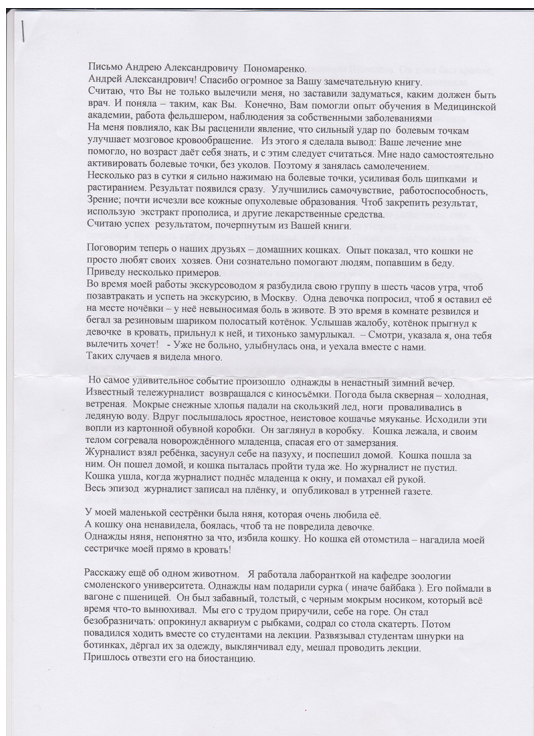 Письмо Андрею Александровичу  Пономаренко.
Андрей Александрович! Спасибо огромное за Вашу замечательную книгу.
Считаю, что Вы не только вылечили меня, но заставили задуматься, каким должен быть
врач. И поняла – таким, как Вы.  Конечно, Вам помогли опыт обучения в Медицинской
академии, работа фельдшером, наблюдения за собственными заболеваниями
На меня повлияло, как Вы расценили явление, что сильный удар по  болевым точкам
улучшает мозговое кровообращение.   Из этого я сделала вывод: Ваше лечение мне
помогло, но возраст даёт себя знать, и с этим следует считаться. Мне надо самостоятельно
активировать болевые точки, без уколов. Поэтому я занялась самолечением.
Несколько раз в сутки я сильно нажимаю на болевые точки, усиливая боль щипками  и
растиранием. Результат появился сразу.  Улучшились самочувствие,  работоспособность,
Зрение; почти исчезли все кожные опухолевые образования. Чтоб закрепить результат,
использую  экстракт прополиса, и другие лекарственные средства.
Считаю успех  результатом, почерпнутым из Вашей книги.
Поговорим теперь о наших друзьях – домашних кошках.  Опыт показал, что кошки не
просто любят своих  хозяев. Они сознательно помогают людям, попавшим в беду.
Приведу несколько примеров.
Во время моей работы экскурсоводом я разбудила свою группу в шесть часов утра, чтоб
позавтракать и успеть на экскурсию, в Москву.  Одна девочка попросил, чтоб я оставил её
на месте ночёвки – у неё невыносимая боль в животе. В это время в комнате резвился и
бегал за резиновым шариком полосатый котёнок. Услышав жалобу, котёнок прыгнул к
девочке  в кровать, прильнул к ней, и тихонько замурлыкал.  – Смотри, указала я, она тебя
вылечить хочет!   - Уже не больно, улыбнулась она, и уехала вместе с нами.
Таких случаев я видела много.
Но самое удивительное событие произошло  однажды в ненастный зимний вечер.
Известный тележурналист  возвращался с киносъёмки. Погода была скверная – холодная,
ветреная.  Мокрые снежные хлопья падали на скользкий лед, ноги  проваливались в
ледяную воду. Вдруг послышалось яростное, неистовое кошачье мяуканье. Исходили эти
вопли из картонной обувной коробки.  Он заглянул в коробку.   Кошка лежала, и своим
телом согревала новорождённого младенца, спасая его от замерзания.
Журналист взял ребёнка, засунул себе на пазуху, и поспешил домой.  Кошка пошла за
ним. Он пошел домой, и кошка пыталась пройти туда же. Но журналист не пустил.
Кошка ушла, когда журналист поднёс младенца к окну, и помахал ей рукой.
Весь эпизод  журналист записал на плёнку, и  опубликовал в утренней газете.
У моей маленькой сестрёнки была няня, которая очень любила её.
А кошку она ненавидела, боялась, чтоб та не повредила девочке.
Однажды няня, непонятно за что, избила кошку. Но кошка ей отомстила – нагадила моей
сестричке моей прямо в кровать!
Расскажу ещё об одном животном.   Я работала лаборанткой на кафедре зоологии
смоленского университета. Однажды нам подарили сурка ( иначе байбака ). Его поймали в
вагоне с пшеницей.  Он был забавный, толстый, с черным мокрым носиком, который всё
время что-то вынюхивал.  Мы его с трудом приручили, себе на горе. Он стал
безобразничать: опрокинул аквариум с рыбками, содрал со стола скатерть. Потом
повадился ходить вместе со студентами на лекции. Развязывал студентам шнурки на
ботинках, дёргал их за одежду, выклянчивал еду, мешал проводить лекции.
Пришлось отвезти его на биостанцию.